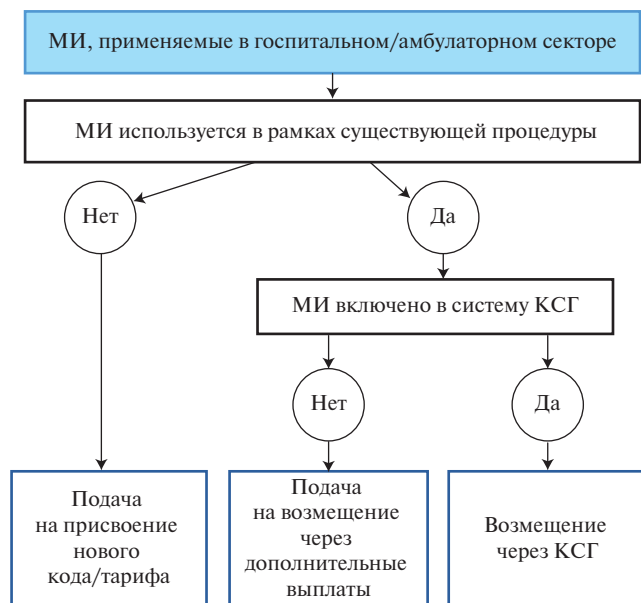 МИ, применяемые в госпитальном/амбулаторном секторе
МИ используется в рамках существующей процедуры
Нет
Да
МИ включено в систему КСГ
Нет
Да
Подача
на присвоение
нового
кода/тарифа
Подача
на возмещение
через
дополнительные
выплаты
Возмещение
через КСГ